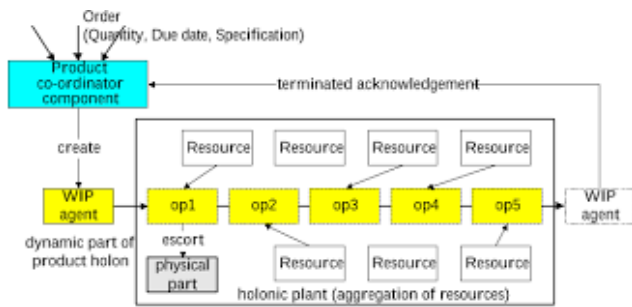 Order
(Quantity, Due date, Specification)
Product
co-ordinator
component
terminated acknowledgement
create
Resource Resource Resource Resource
WIP
agent
op1 op2 op3 op4 op5
WIP
agent
dynamic part of
product holon
escort
physical
part
Resource Resource Resource
holonic plant (aggregation of resources)